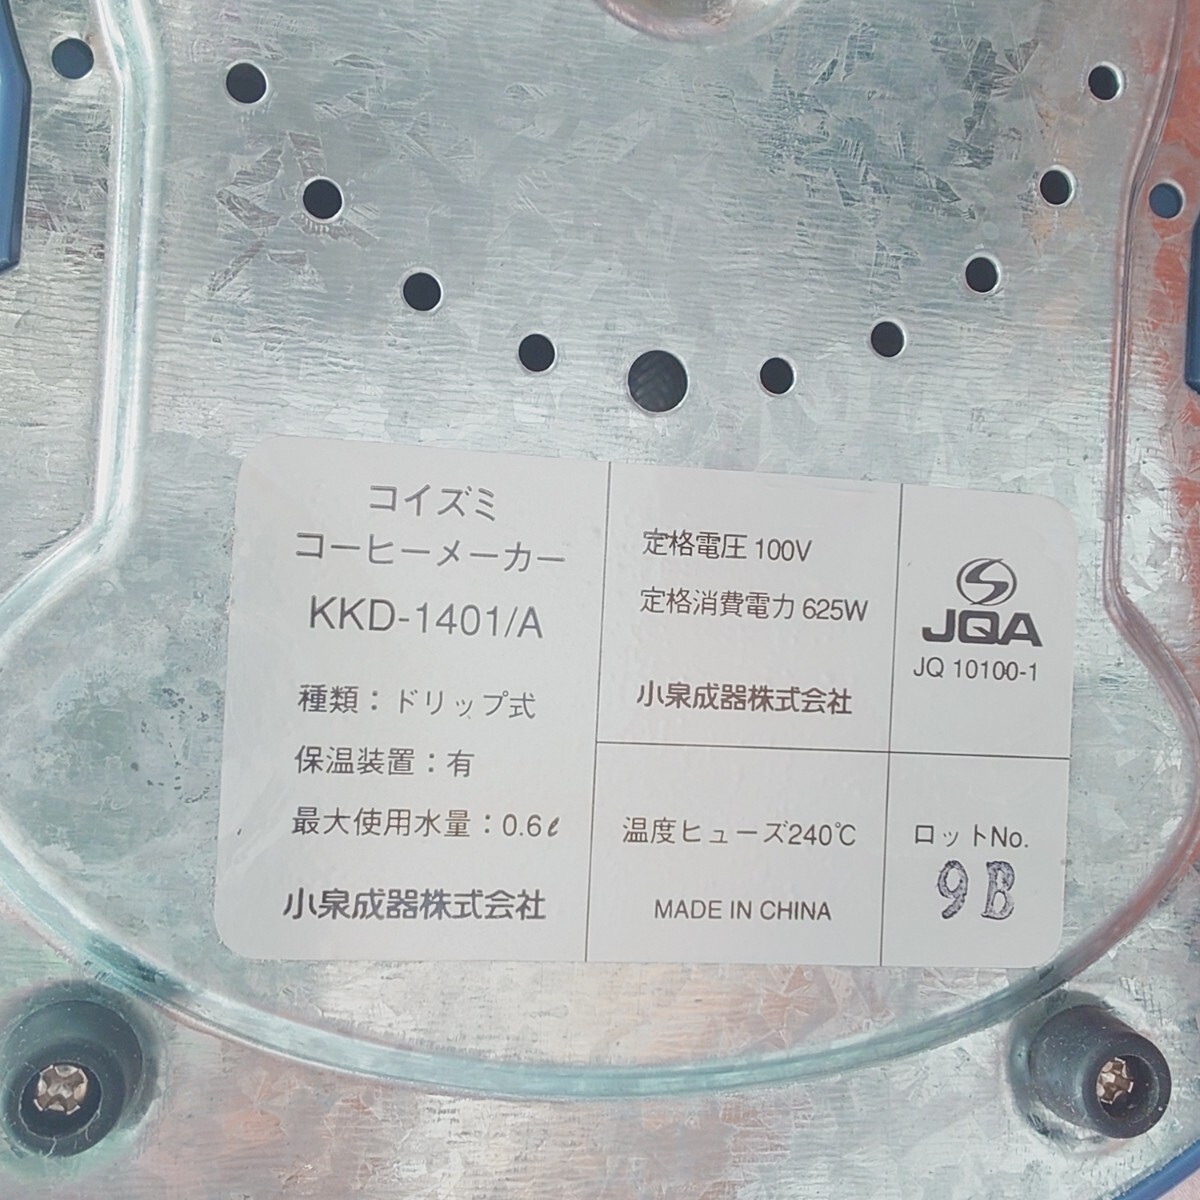 コイズミ
コーヒーメーカー
KKD-1401/A
種類：ドリップ式
保温装置：有
最大使用水量：0.6ℓ
小泉成器株式会社
定格電圧 100V
定格消費電力 625W
小泉成器株式会社
温度ヒューズ240℃
MADE IN CHINA
JQA
JQ 10100-1
ロットNo.
9B